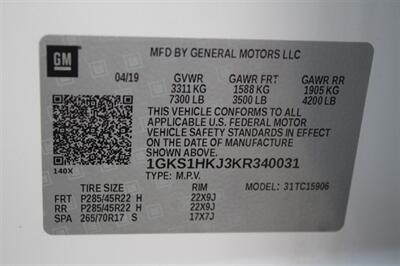 GM
MFD BY GENERAL MOTORS LLC
04/19 GVWR GAWR FRT GAWR RR
3311 KG 1588 KG 1905 KG
7300 LB 3500 LB 4200 LB
THIS VEHICLE CONFORMS TO ALL
APPLICABLE U.S. FEDERAL MOTOR
VEHICLE SAFETY STANDARDS IN EFFECT
ON THE DATE OF MANUFACTURE
SHOWN ABOVE.
1GKS1HKJ3KR340031
140X TYPE: M.P.V. MODEL: 31TC15906
TIRE SIZE RIM
FRT P285/45R22 H 22X9J
RR P285/45R22 H 22X9J
SPA 265/70R17 S 17X7J